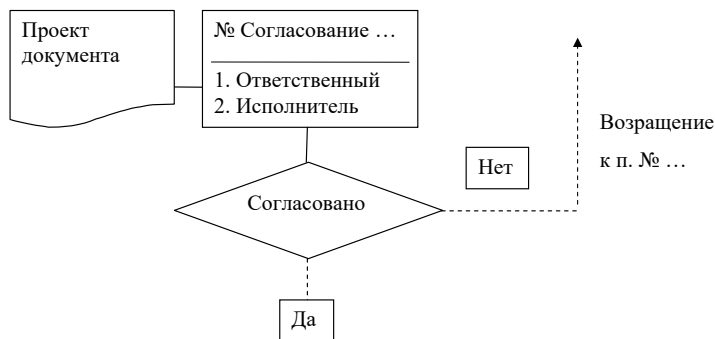 Проект
документа
№ Согласование …
1. Ответственный
2. Исполнитель
Согласовано
Нет
Возращение
к п. № …
Да